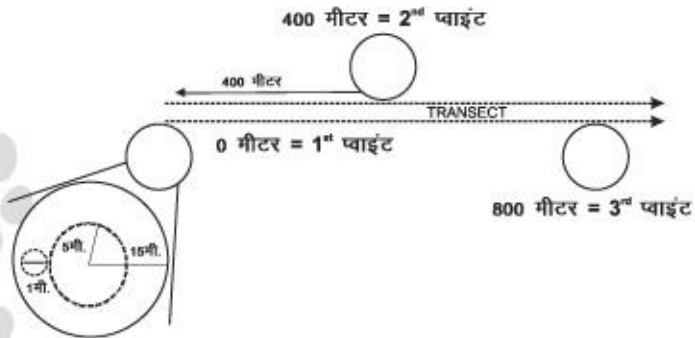 400 मीटर = 2nd प्वाइंट
400 मीटर
TRANSECT
0 मीटर = 1st प्वाइंट
800 मीटर = 3rd प्वाइंट
5मी.
15मी.
1मी.